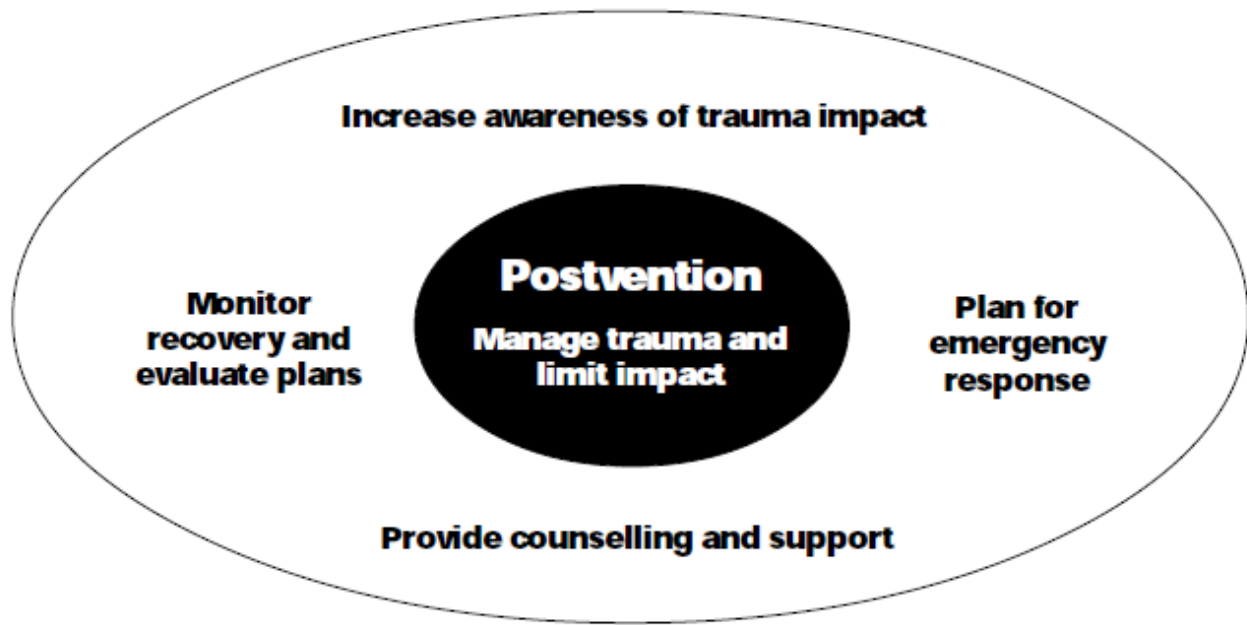 Increase awareness of trauma impact
Monitor
recovery and
evaluate plans
Postvention
Manage trauma and
limit impact
Plan for
emergency
response
Provide counselling and support